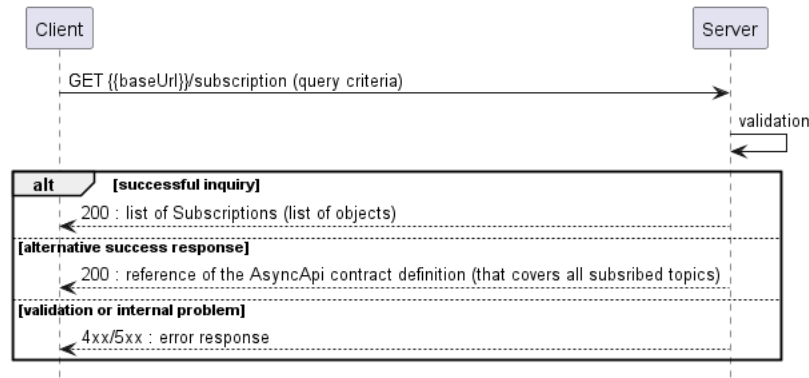 Client
Server
GET {{baseUrl}}/subscription (query criteria)
validation
alt
[successful inquiry]
200 : list of Subscriptions (list of objects)
[alternative success response]
200 : reference of the AsyncApi contract definition (that covers all subsribed topics)
[validation or internal problem]
4xx/5xx : error response